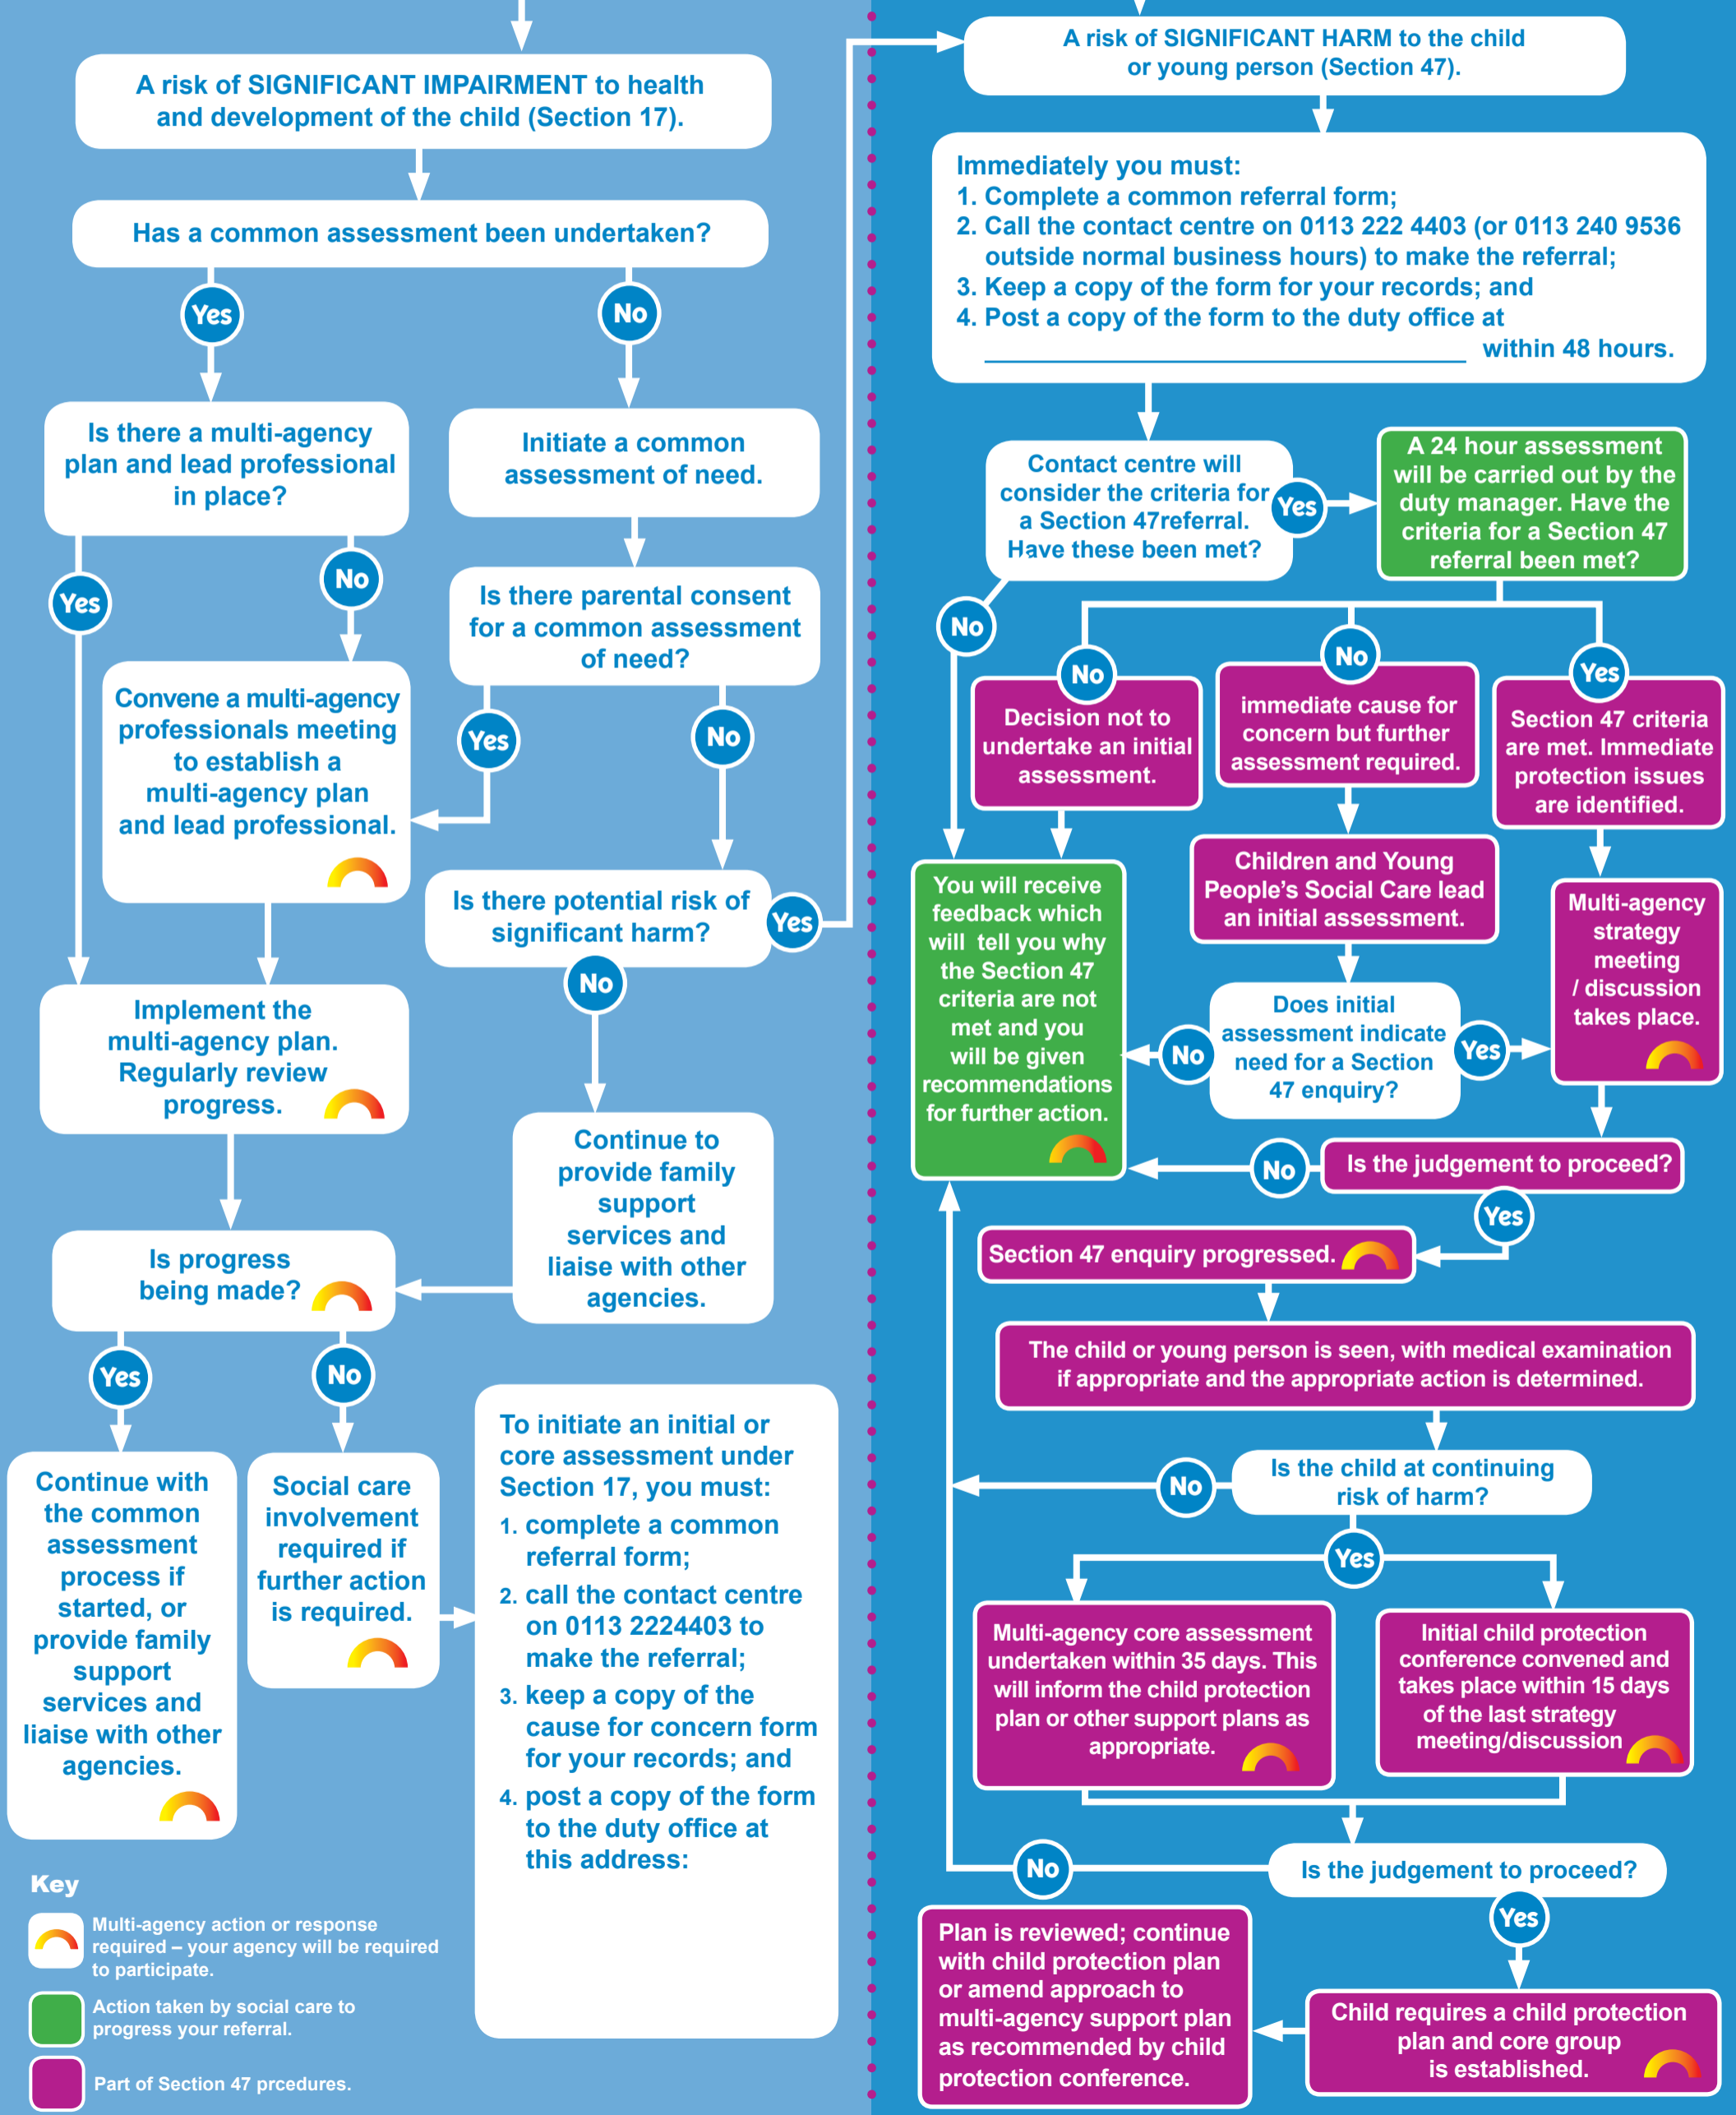 A risk of SIGNIFICANT IMPAIRMENT to health
and development of the child (Section 17).
Has a common assessment been undertaken?
Yes
No
Is there a multi-agency
plan and lead professional
in place?
Initiate a common
assessment of need.
Yes
No
Is there parental consent
for a common assessment
of need?
Convene a multi-agency
professionals meeting
to establish a
multi-agency plan
and lead professional.
Yes
No
Is there potential risk of
significant harm?
Yes
No
Implement the
multi-agency plan.
Regularly review
progress.
Continue to
provide family
support
services and
liaise with other
agencies.
Is progress
being made?
Yes
No
Continue with
the common
assessment
process if
started, or
provide family
support
services and
liaise with other
agencies.
Social care
involvement
required if
further action
is required.
To initiate an initial or
core assessment under
Section 17, you must:
1. complete a common
referral form;
2. call the contact centre
on 0113 2224403 to
make the referral;
3. keep a copy of the
cause for concern form
for your records; and
4. post a copy of the form
to the duty office at
this address:
Key
Multi-agency action or response
required – your agency will be required
to participate.
Action taken by social care to
progress your referral.
Part of Section 47 prcedures.
A risk of SIGNIFICANT HARM to the child
or young person (Section 47).
Immediately you must:
1. Complete a common referral form;
2. Call the contact centre on 0113 222 4403 (or 0113 240 9536
outside normal business hours) to make the referral;
3. Keep a copy of the form for your records; and
4. Post a copy of the form to the duty office at
within 48 hours.
Contact centre will
consider the criteria for
a Section 47referral.
Have these been met?
Yes
A 24 hour assessment
will be carried out by the
duty manager. Have the
criteria for a Section 47
referral been met?
No
No
Decision not to
undertake an initial
assessment.
No
immediate cause for
concern but further
assessment required.
Yes
Section 47 criteria
are met. Immediate
protection issues
are identified.
Children and Young
People's Social Care lead
an initial assessment.
You will receive
feedback which
will tell you why
the Section 47
criteria are not
met and you
will be given
recommendations
for further action.
Multi-agency
strategy
meeting
/ discussion
takes place.
Does initial
assessment indicate
need for a Section
47 enquiry?
No
Yes
Is the judgement to proceed?
No
Yes
Section 47 enquiry progressed.
The child or young person is seen, with medical examination
if appropriate and the appropriate action is determined.
Is the child at continuing
risk of harm?
No
Yes
Multi-agency core assessment
undertaken within 35 days. This
will inform the child protection
plan or other support plans as
appropriate.
Initial child protection
conference convened and
takes place within 15 days
of the last strategy
meeting/discussion
Is the judgement to proceed?
No
Yes
Child requires a child protection
plan and core group
is established.
Plan is reviewed; continue
with child protection plan
or amend approach to
multi-agency support plan
as recommended by child
protection conference.